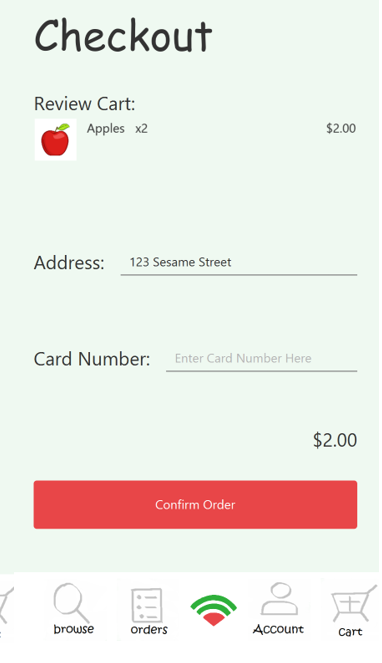 Checkout
Review Cart:
Apples x2 $2.00
Address: 123 Sesame Street
Card Number: Enter Card Number Here
$2.00
Confirm Order
browse orders Account cart